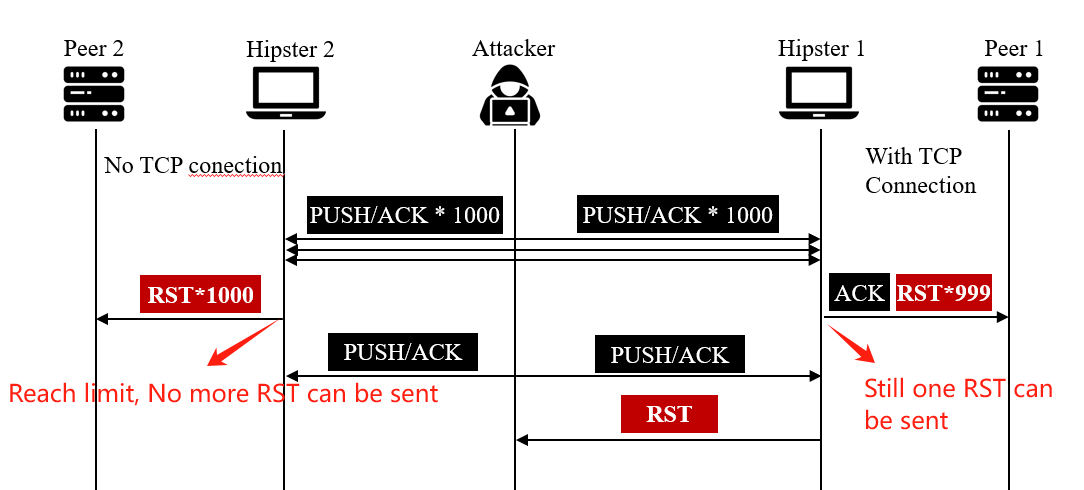 Peer 2
Hipster 2
Attacker
Hipster 1
Peer 1
No TCP conection
With TCP
Connection
PUSH/ACK * 1000
PUSH/ACK * 1000
RST*1000
ACK
RST*999
PUSH/ACK
PUSH/ACK
Reach limit, No more RST can be sent
Still one RST can
be sent
RST